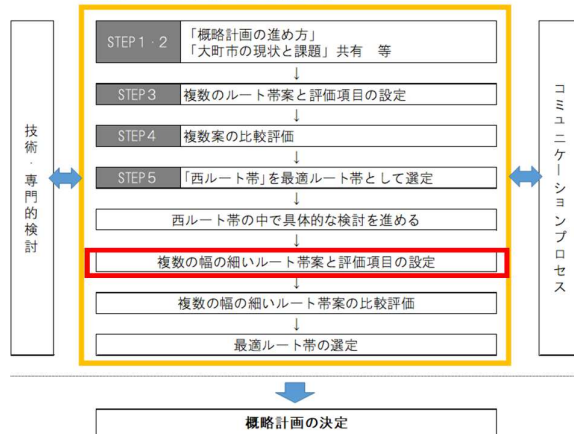 STEP1・2
「概略計画の進め方」
「大町市の現状と課題」共有　等
↓
STEP3
複数のルート帯案と評価項目の設定
↓
STEP4
複数案の比較評価
↓
STEP5
「西ルート帯」を最適ルート帯として選定
↓
西ルート帯の中で具体的な検討を進める
↓
複数の幅の細いルート帯案と評価項目の設定
↓
複数の幅の細いルート帯案の比較評価
↓
最適ルート帯の選定
技術・専門的検討
コミュニケーションプロセス
概略計画の決定